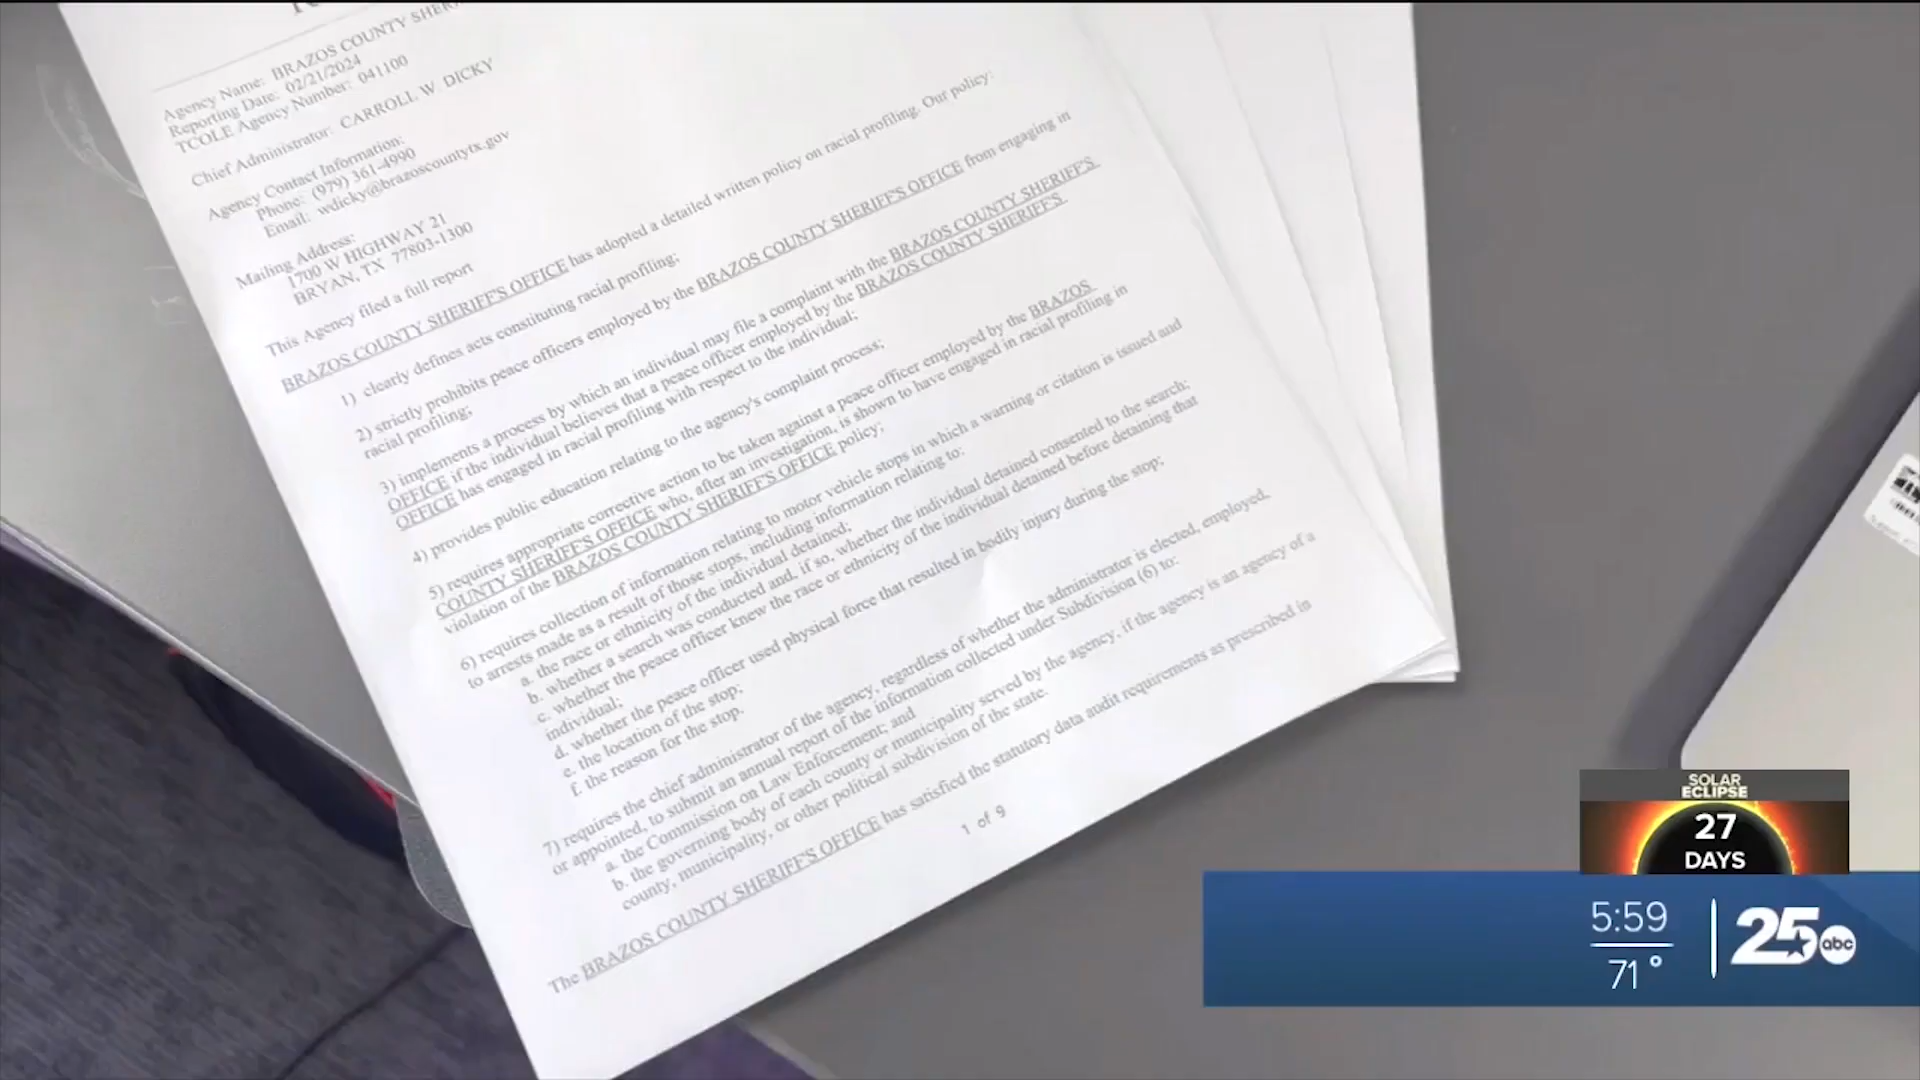 Agency Name: BRAZOS COUNTY
Reporting Date: 02/21/2024
TCOLE Agency Number: 041100
Chief Administrator: CARROLL W. DICKY
Agency Contact Information:
Phone: (979) 361-4990
Email: wdicky@brazoscountytx.gov
Mailing Address:
1700 W HIGHWAY 21
BRYAN, TX 77803-1300
This Agency filed a full report
BRAZOS COUNTY SHERIFF'S OFFICE has adopted a detailed written policy on racial profiling. Our policy:
1) clearly defines acts constituting racial profiling;
2) strictly prohibits peace officers employed by the BRAZOS COUNTY SHERIFF'S OFFICE from engaging in
racial profiling;
3) implements a process by which an individual may file a complaint with the BRAZOS COUNTY SHERIFF'S
OFFICE if the individual believes that a peace officer employed by the BRAZOS COUNTY SHERIFF'S
OFFICE has engaged in racial profiling with respect to the individual;
4) provides public education relating to the agency's complaint process;
5) requires appropriate corrective action to be taken against a peace officer employed by the BRAZOS
COUNTY SHERIFF'S OFFICE who, after an investigation, is shown to have engaged in racial profiling in
violation of the BRAZOS COUNTY SHERIFF'S OFFICE policy;
6) requires collection of information relating to motor vehicle stops in which a warning or citation is issued and
to arrests made as a result of those stops, including information relating to:
a. the race or ethnicity of the individual detained;
b. whether a search was conducted and, if so, whether the individual detained consented to the search;
c. whether the peace officer knew the race or ethnicity of the individual detained before detaining that
individual;
d. whether the peace officer used physical force that resulted in bodily injury during the stop;
e. the location of the stop;
f. the reason for the stop.
7) requires the chief administrator of the agency, regardless of whether the administrator is elected, employed,
or appointed, to submit an annual report of the information collected under Subdivision (6) to:
a. the Commission on Law Enforcement; and
b. the governing body of each county or municipality served by the agency, if the agency is an agency of a
county, municipality, or other political subdivision of the state.
The BRAZOS COUNTY SHERIFF'S OFFICE has satisfied the statutory data audit requirements as prescribed in
1 of 9
SOLAR
ECLIPSE
27
DAYS
5:59
71°
25 abc